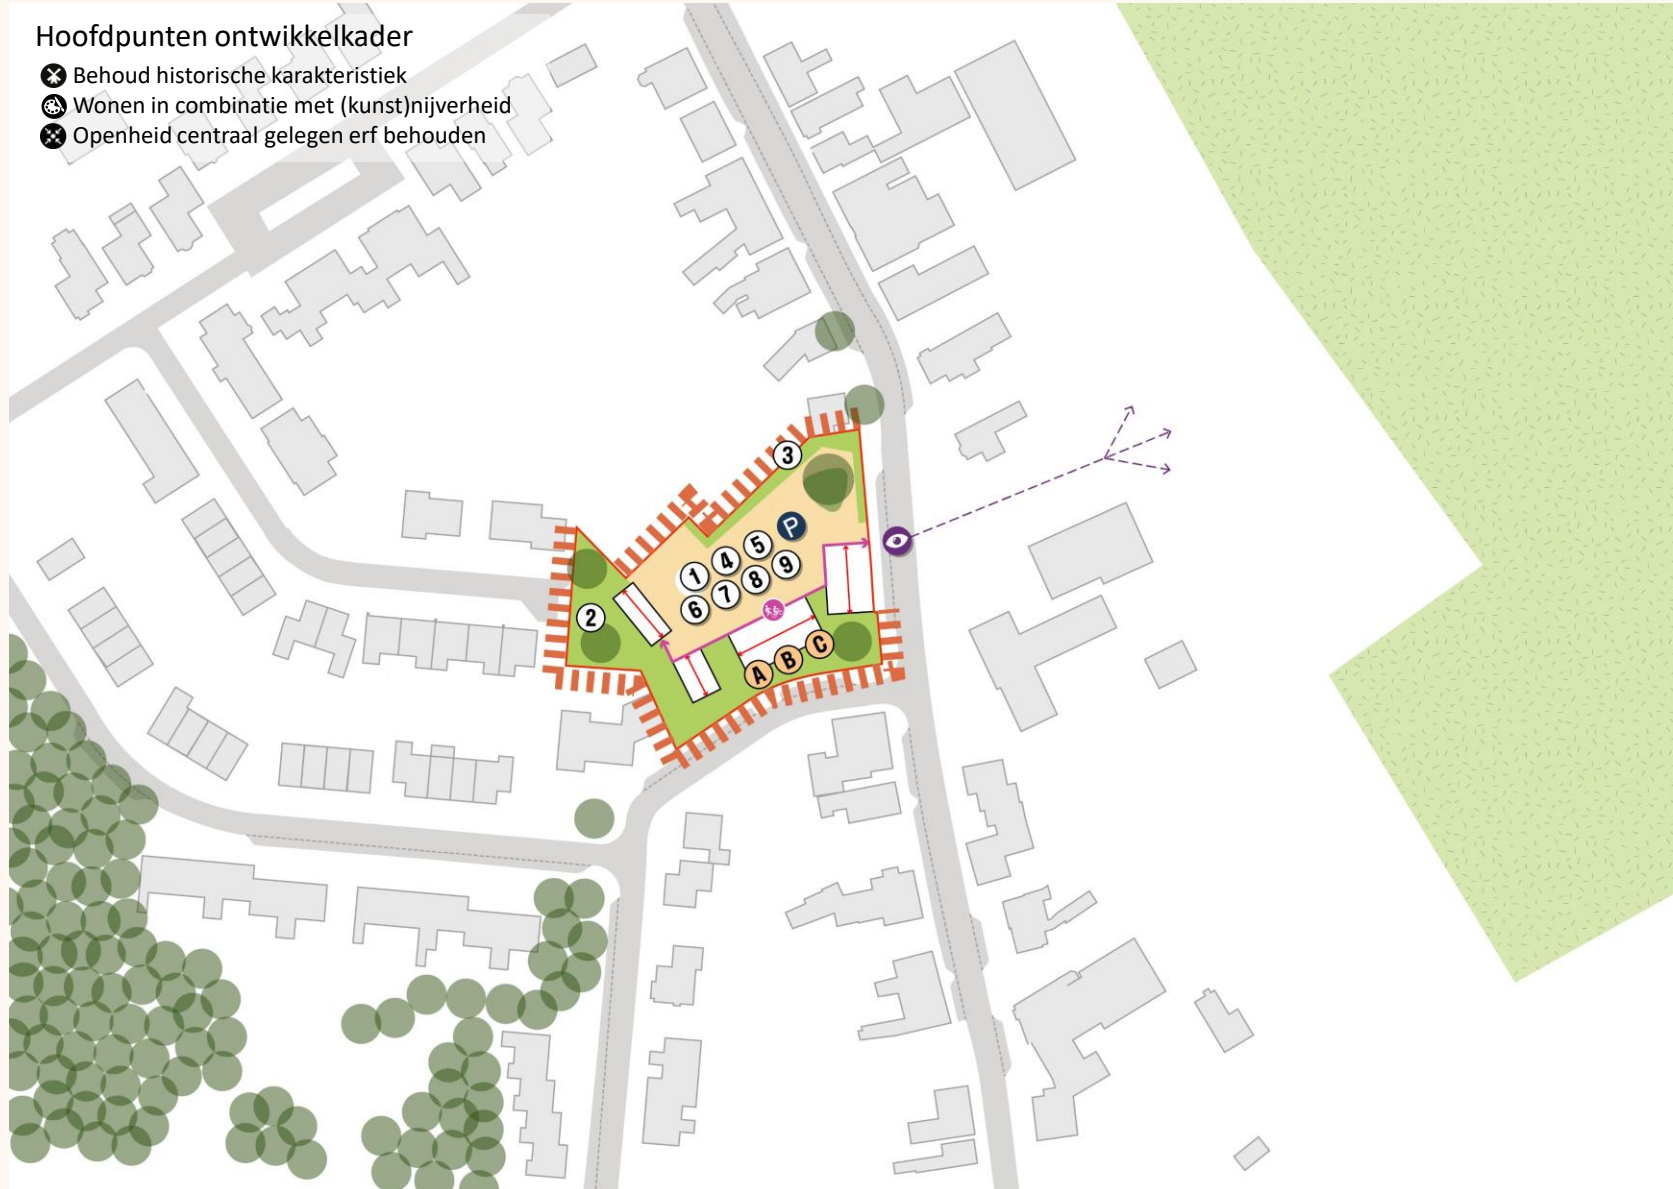 Hoofdpunten ontwikkelkader
Behoud historische karakteristiek
Wonen in combinatie met (kunst)nijverheid
Openheid centraal gelegen erf behouden
3
P
1 4 5
6 7 8 9
2
A B C